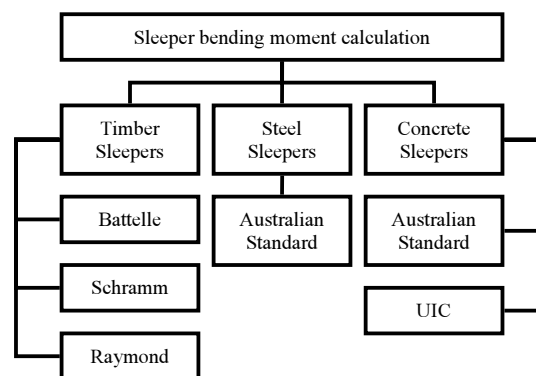 Sleeper bending moment calculation
Timber
Sleepers
Steel
Sleepers
Concrete
Sleepers
Battelle
Australian
Standard
Australian
Standard
Schramm
UIC
Raymond